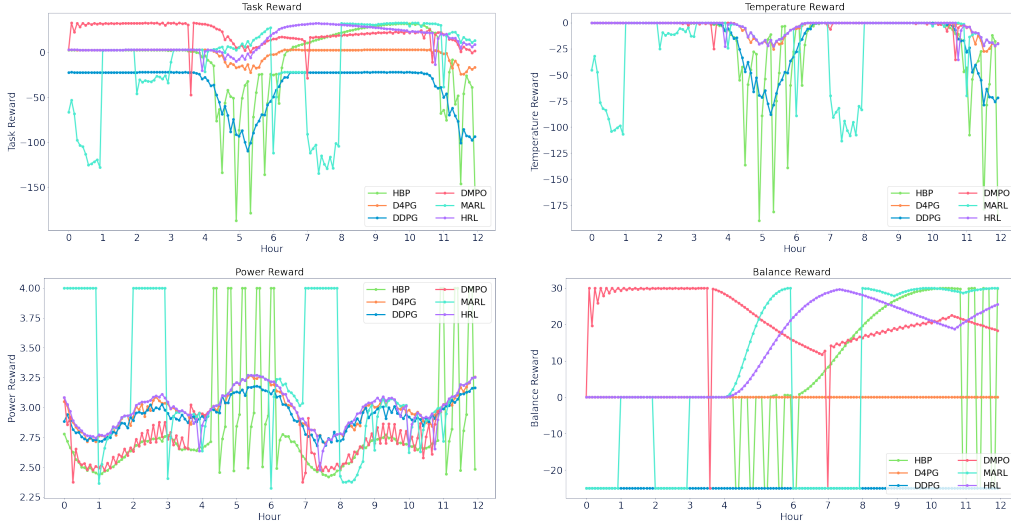 Task Reward
Task Reward
0
−50
−100
−150
0 1 2 3 4 5 6 7 8 9 10 11 12
Hour
HBP DMPO
D4PG MARL
DDPG HRL
Temperature Reward
Temperature Reward
0
−25
−50
−75
−100
−125
−150
−175
0 1 2 3 4 5 6 7 8 9 10 11 12
Hour
HBP DMPO
D4PG MARL
DDPG HRL
Power Reward
Power Reward
4.00
3.75
3.50
3.25
3.00
2.75
2.50
2.25
0 1 2 3 4 5 6 7 8 9 10 11 12
Hour
HBP DMPO
D4PG MARL
DDPG HRL
Balance Reward
Balance Reward
30
20
10
0
−10
−20
0 1 2 3 4 5 6 7 8 9 10 11 12
Hour
HBP DMPO
D4PG MARL
DDPG HRL